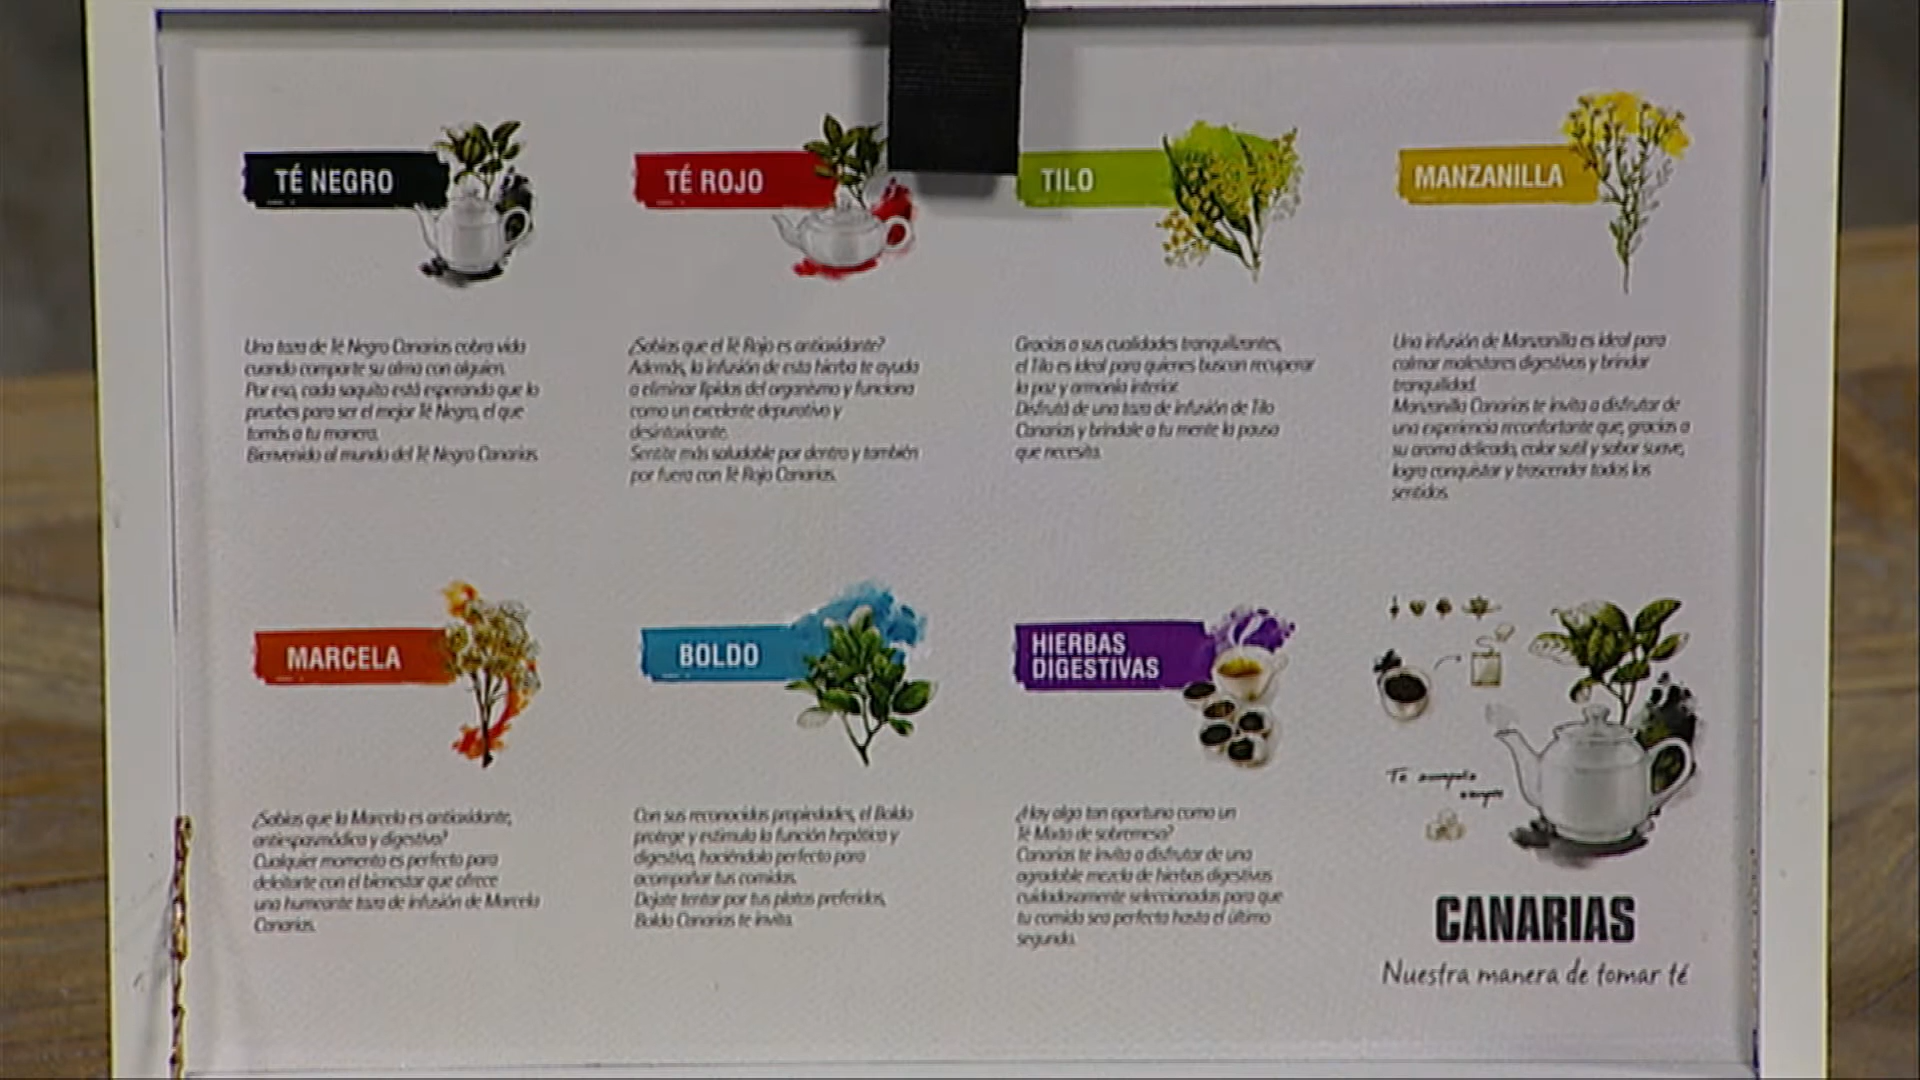 TÉ NEGRO
Una taza de Té Negro Canarias cobra vida
cuando comparte su alma con alguien.
Por eso, cada saquito está esperando que lo
pruebes para ser el mejor Té Negro, el que
tomás a tu manera.
Bienvenido al mundo del Té Negro Canarias.
TÉ ROJO
¿Sabías que el Té Rojo es antioxidante?
Además, la infusión de esta hierba te ayuda
a eliminar lípidos del organismo y funciona
como un excelente depurativo y
desintoxicante.
Sentite más saludable por dentro y también
por fuera con Té Rojo Canarias.
TILO
Gracias a sus cualidades tranquilizantes,
el Tilo es ideal para quienes buscan recuperar
la paz y armonía interior.
Disfrutá de una taza de infusión de Tilo
Canarias y brindale a tu mente la pausa
que necesita.
MANZANILLA
Una infusión de Manzanilla es ideal para
calmar malestares digestivos y brindar
tranquilidad.
Manzanilla Canarias te invita a disfrutar de
una experiencia reconfortante que, gracias a
su aroma delicado, color sutil y sabor suave,
logra conquistar y trascender todos los
sentidos.
MARCELA
¿Sabías que la Marcela es antioxidante,
antiespasmódica y digestiva?
Cualquier momento es perfecto para
deleitarte con el bienestar que ofrece
una humeante taza de infusión de Marcela
Canarias.
BOLDO
Con sus reconocidas propiedades, el Boldo
protege y estimula la función hepática y
digestiva, haciéndolo perfecto para
acompañar tus comidas.
Dejate tentar por tus platos preferidos,
Boldo Canarias te invita.
HIERBAS
DIGESTIVAS
¿Hay algo tan oportuno como un
Té Mixto de sobremesa?
Canarias te invita a disfrutar de una
agradable mezcla de hierbas digestivas
cuidadosamente seleccionadas para que
tu comida sea perfecta hasta el último
segundo.
Te
siempre
CANARIAS
Nuestra manera de tomar té